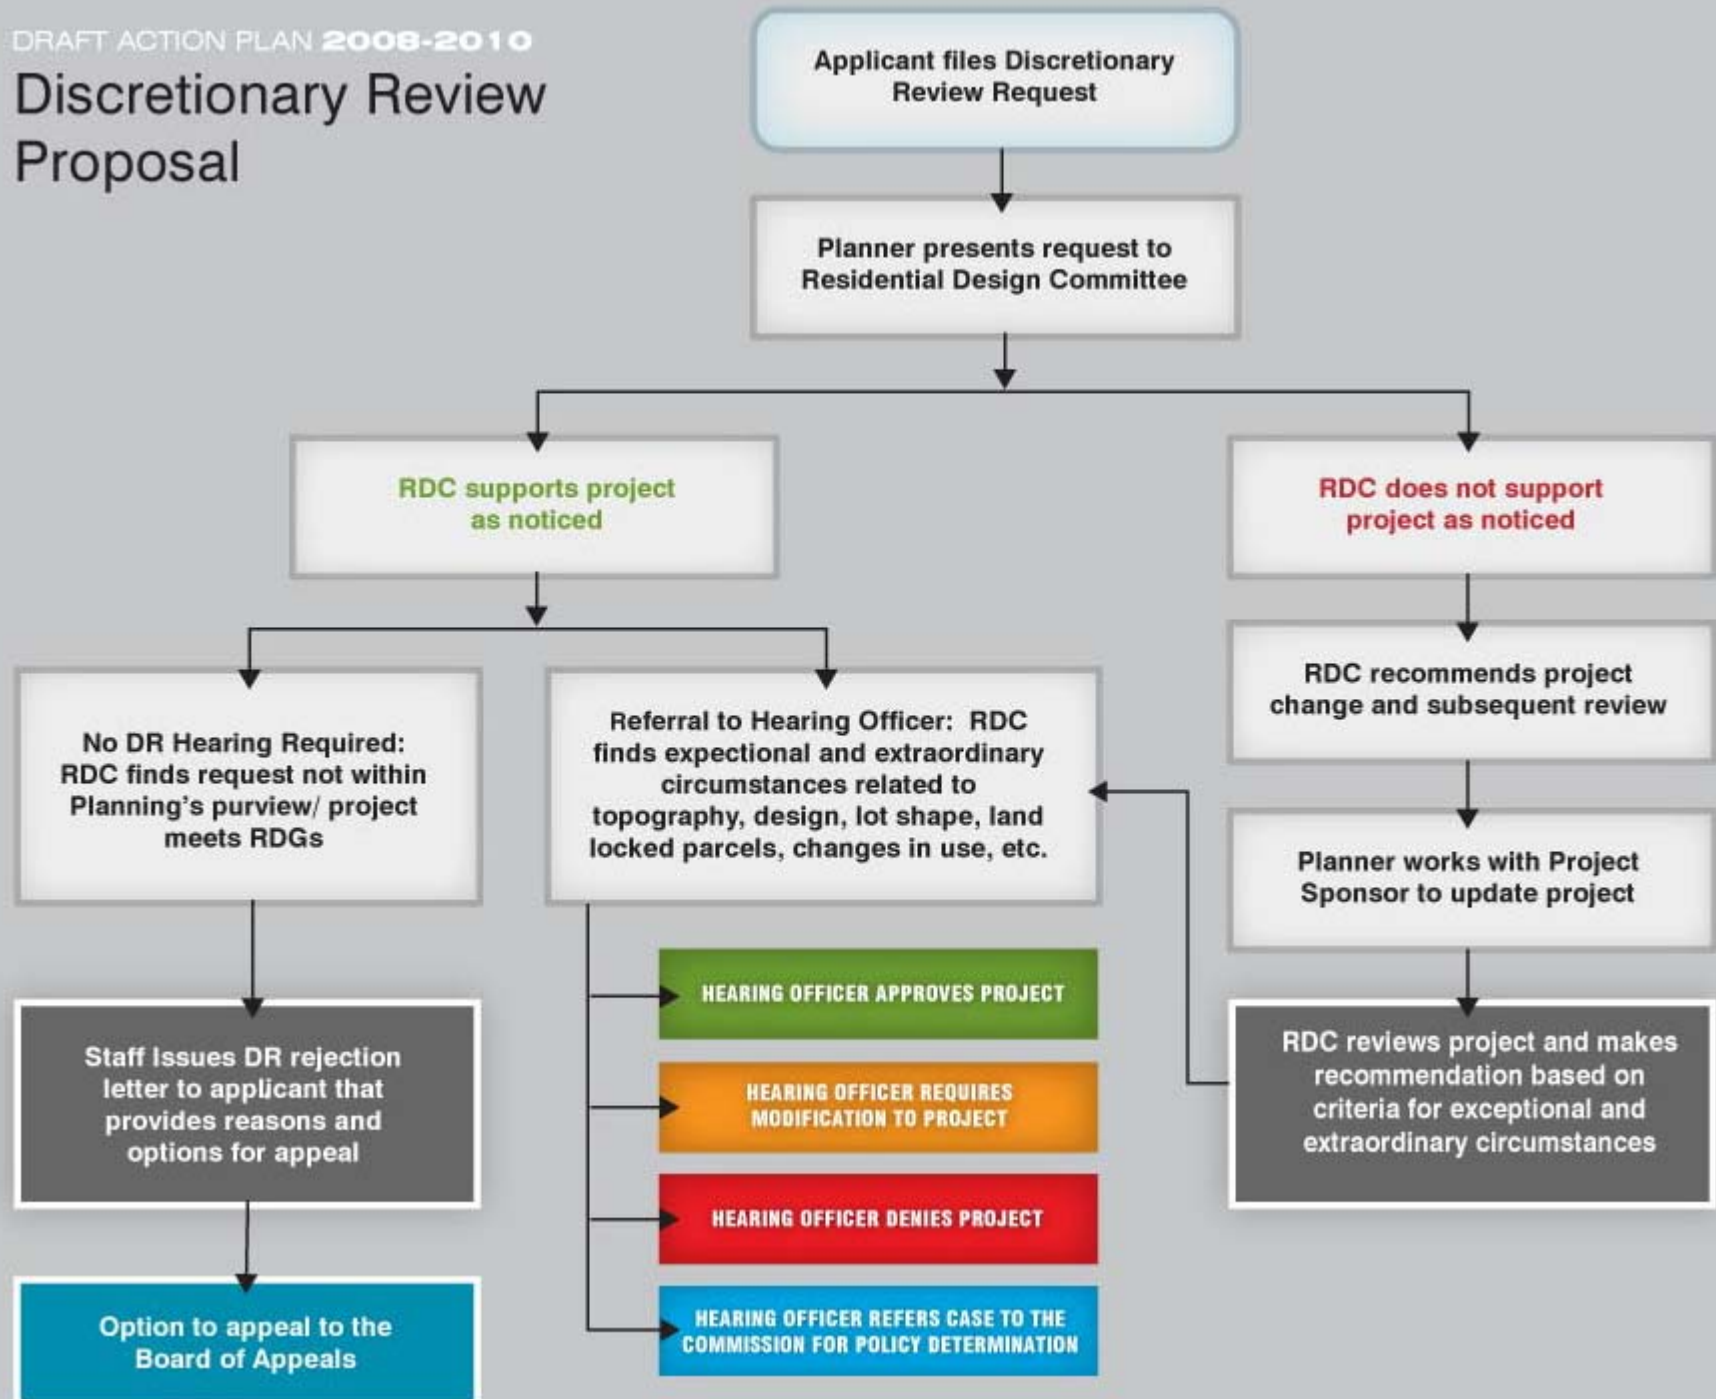 DRAFT ACTION PLAN 2008-2010
Discretionary Review
Proposal
Applicant files Discretionary
Review Request
Planner presents request to
Residential Design Committee
RDC supports project
as noticed
RDC does not support
project as noticed
No DR Hearing Required:
RDC finds request not within
Planning's purview/ project
meets RDGs
Referral to Hearing Officer: RDC
finds expectional and extraordinary
circumstances related to
topography, design, lot shape, land
locked parcels, changes in use, etc.
RDC recommends project
change and subsequent review
Planner works with Project
Sponsor to update project
Staff Issues DR rejection
letter to applicant that
provides reasons and
options for appeal
HEARING OFFICER APPROVES PROJECT
HEARING OFFICER REQUIRES
MODIFICATION TO PROJECT
HEARING OFFICER DENIES PROJECT
HEARING OFFICER REFERS CASE TO THE
COMMISSION FOR POLICY DETERMINATION
RDC reviews project and makes
recommendation based on
criteria for exceptional and
extraordinary circumstances
Option to appeal to the
Board of Appeals